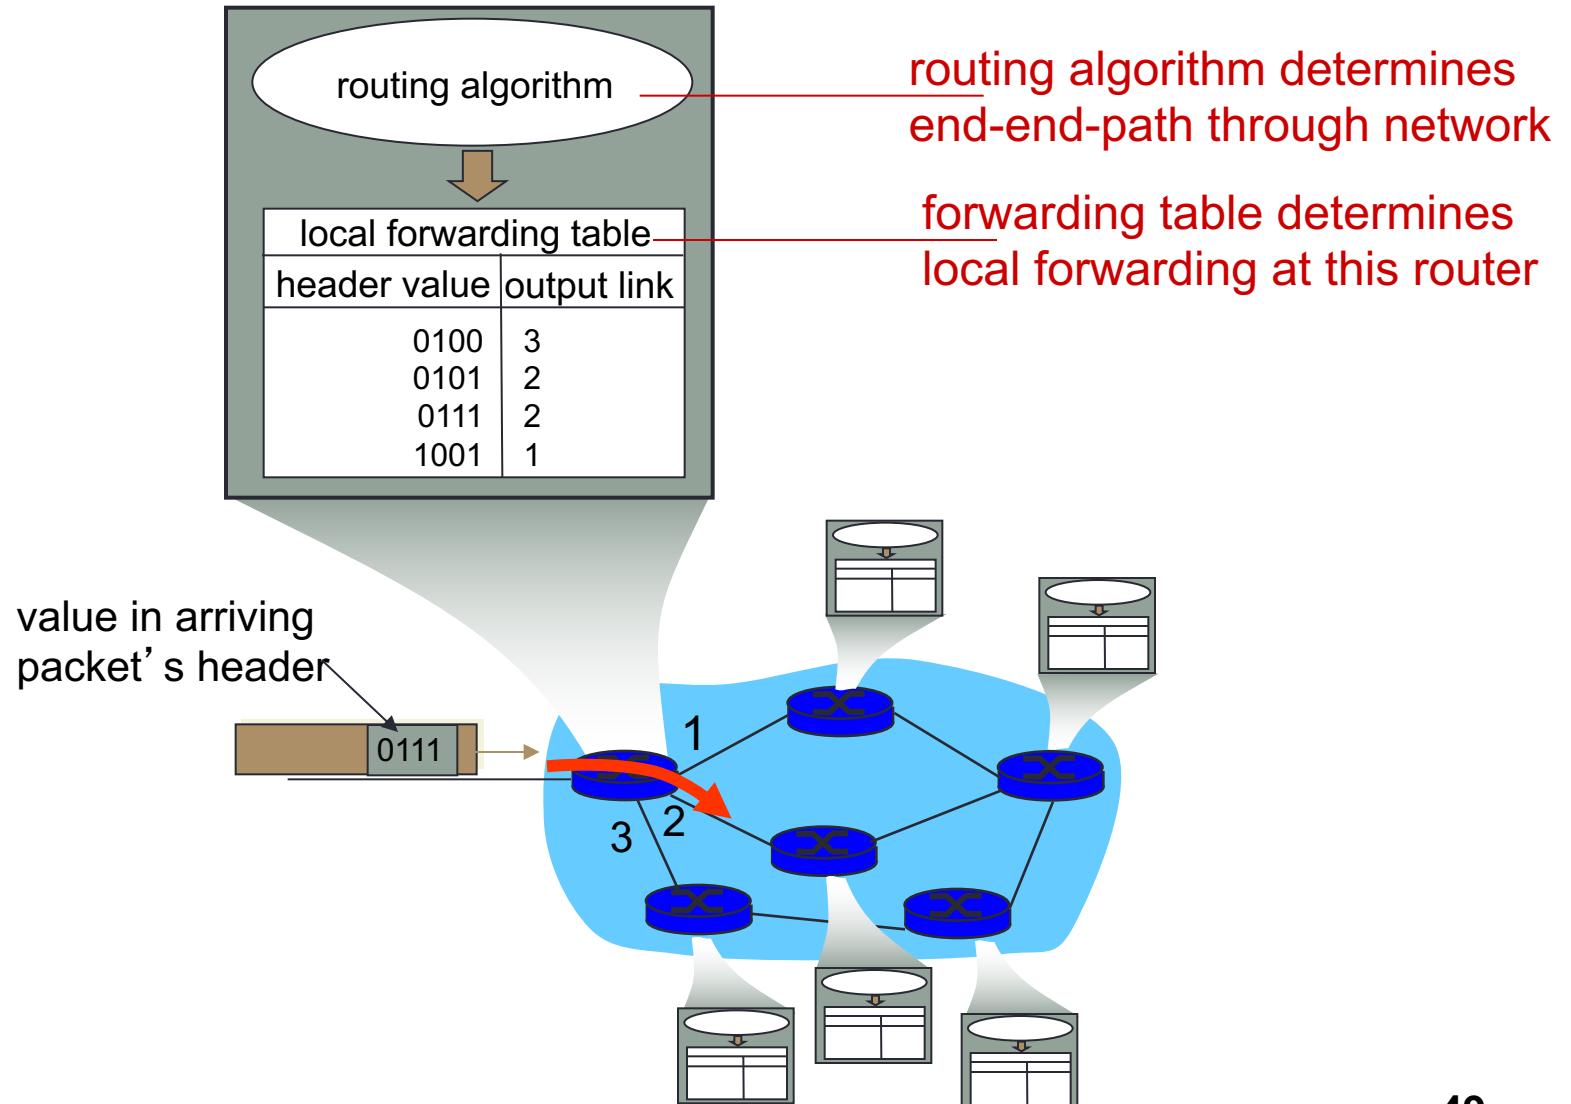 routing algorithm
routing algorithm determines
end-end-path through network
forwarding table determines
local forwarding at this router
local forwarding table
header value output link
0100 3
0101 2
0111 2
1001 1
value in arriving
packet’s header
0111
1
2
3